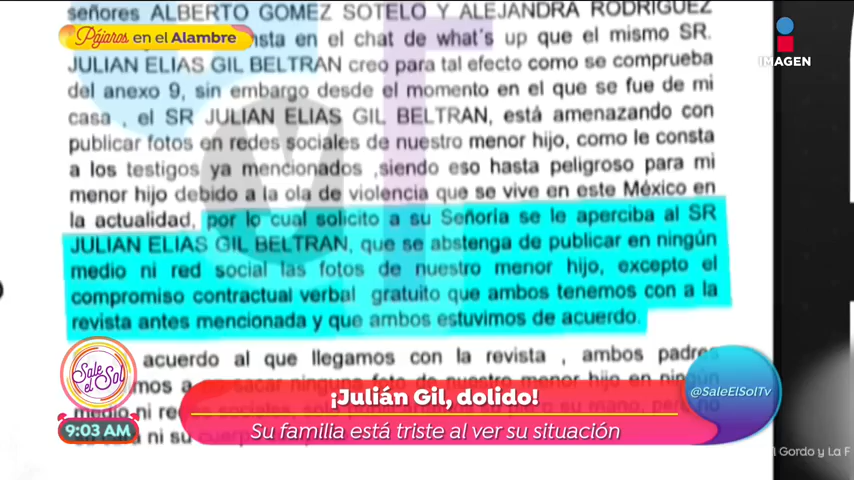 señores ALBERTO GOMEZ SOTELO Y ALEJANDRA RODRIGUEZ
Pájaros en el Alambre
nsta en el chat de what´s up que el mismo SR.
IMAGEN
JULIAN ELIAS GIL BELTRAN creo para tal efecto como se comprueba
del anexo 9, sin embargo desde el momento en el que se fue de mi
casa , el SR JULIAN ELIAS GIL BELTRAN, está amenazando con
publicar fotos en redes sociales de nuestro menor hijo, como le consta
a los testigos ya mencionados ,siendo eso hasta peligroso para mi
menor hijo debido a la ola de violencia que se vive en este México en
la actualidad, por lo cual solicito a su Señoría se le aperciba al SR
JULIAN ELIAS GIL BELTRAN, que se abstenga de publicar en ningún
medio ni red social las fotos de nuestro menor hijo, excepto el
compromiso contractual verbal gratuito que ambos tenemos con a la
revista antes mencionada y que ambos estuvimos de acuerdo.
acuerdo al que llegamos con la revista , ambos padres
Sale el Sol
¡Julián Gil, dolido!
@SaleElSolTv
9:03 AM
Su familia está triste al ver su situación
l Gordo y La F